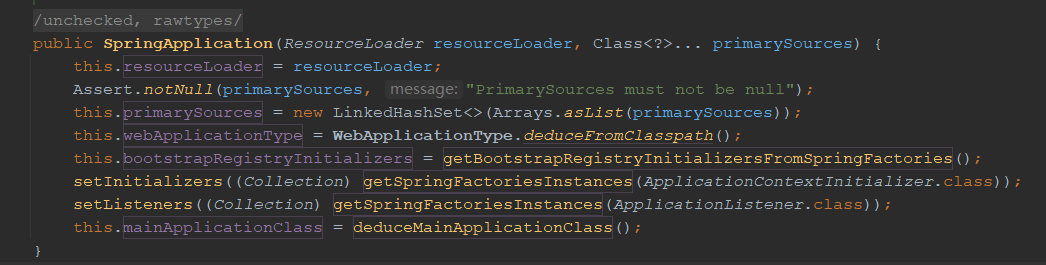 /unchecked, rawtypes/
public SpringApplication(ResourceLoader resourceLoader, Class<?>... primarySources) {
this.resourceLoader = resourceLoader;
Assert.notNull(primarySources, message: "PrimarySources must not be null");
this.primarySources = new LinkedHashSet<>(Arrays.asList(primarySources));
this.webApplicationType = WebApplicationType.deduceFromClasspath();
this.bootstrapRegistryInitializers = getBootstrapRegistryInitializersFromSpringFactories();
setInitializers((Collection) getSpringFactoriesInstances(ApplicationContextInitializer.class));
setListeners((Collection) getSpringFactoriesInstances(ApplicationListener.class));
this.mainApplicationClass = deduceMainApplicationClass();
}